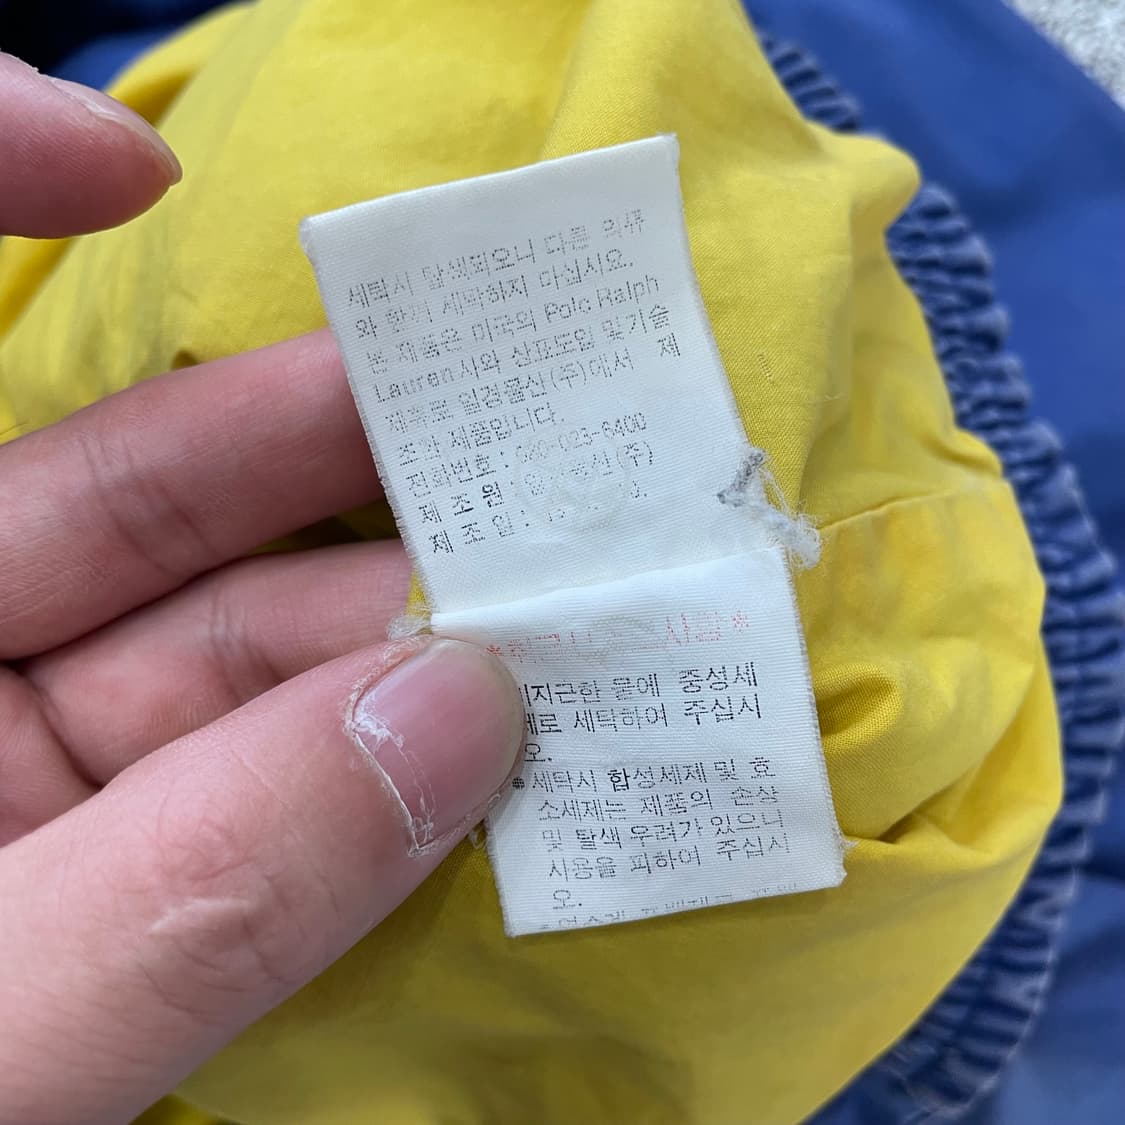 세탁시 탈색되오니 다른 의류
와 함께 세탁하지 마십시요.
본 제품은 미국의 Polo Ralph
Lauren사와 상표도입 및 기술
제휴로 일경물산(주)에서 제
조한 제품입니다.
전화번호 : 080-023-6400
제 조 원 : (주)
제 조 일 :
미지근한 물에 중성세
제로 세탁하여 주십시
오.
● 세탁시 합성세제 및 효
소세제는 제품의 손상
및 탈색 우려가 있으니
사용을 피하여 주십시
오.